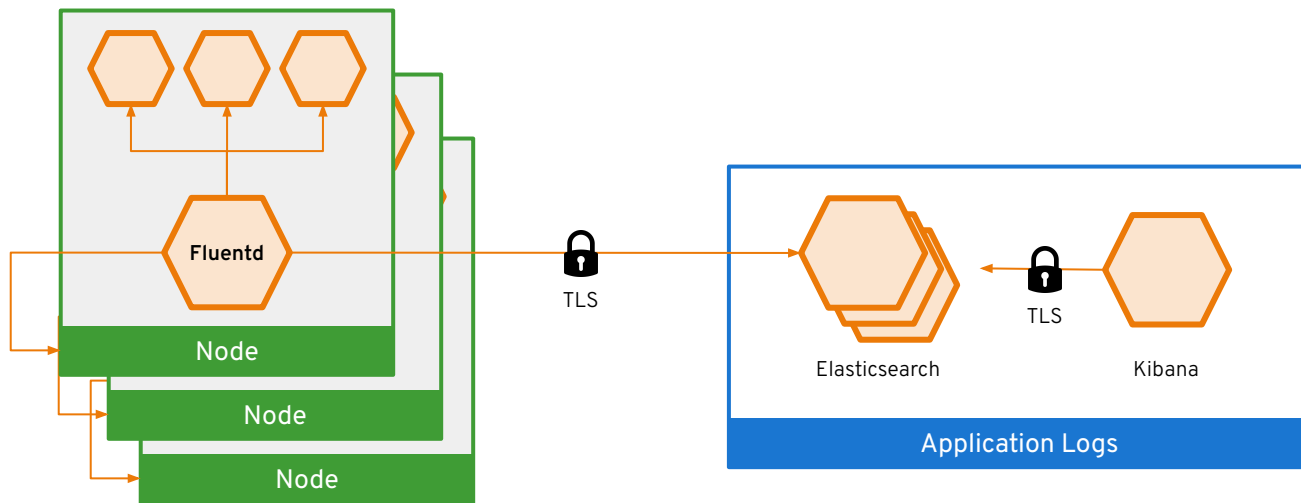 Fluentd
TLS
TLS
Elasticsearch
Kibana
Node
Node
Node
Application Logs